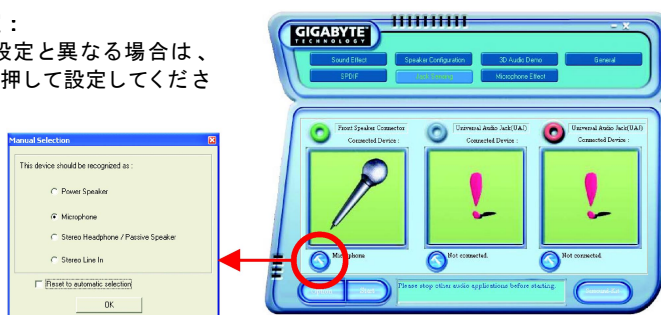 :
設定と異なる場合は、
押して設定してくださ
Manual Selection
This device should be recognized as :
Power Speaker
Microphone
Stereo Headphone / Passive Speaker
Stereo Line In
Reset to automatic selection
OK
GIGABYTE
TECHNOLOGY
Sound Effect
Speaker Configuration
3D Audio Demo
General
SPDIF
Jack Sensing
Microphone Effect
Front Speaker Connector
Connected Device :
Universal Audio Jack(UAJ)
Connected Device :
Universal Audio Jack(UAJ)
Connected Device :
Microphone
Not connected.
Not connected.
Start
Please stop other audio applications before starting.